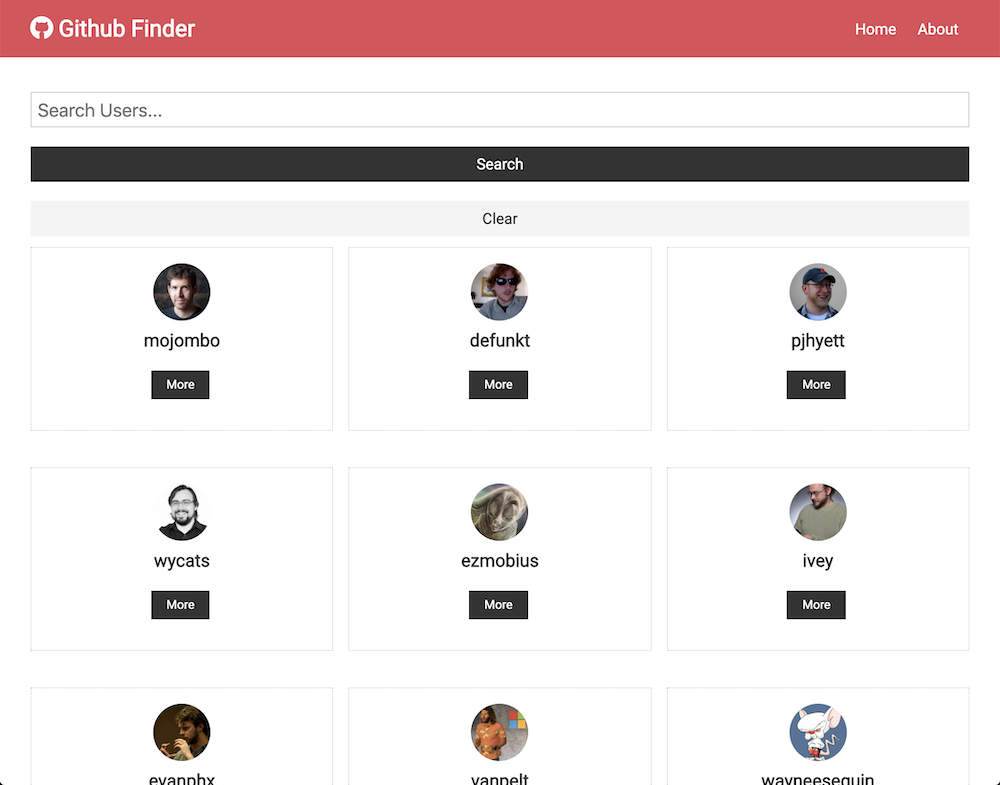 Github Finder
Home About
Search Users...
Search
Clear
mojombo
defunkt
pjhyett
More
More
More
wycats
ezmobius
ivey
More
More
More
evanphx
vanpelt
wayneeseguin